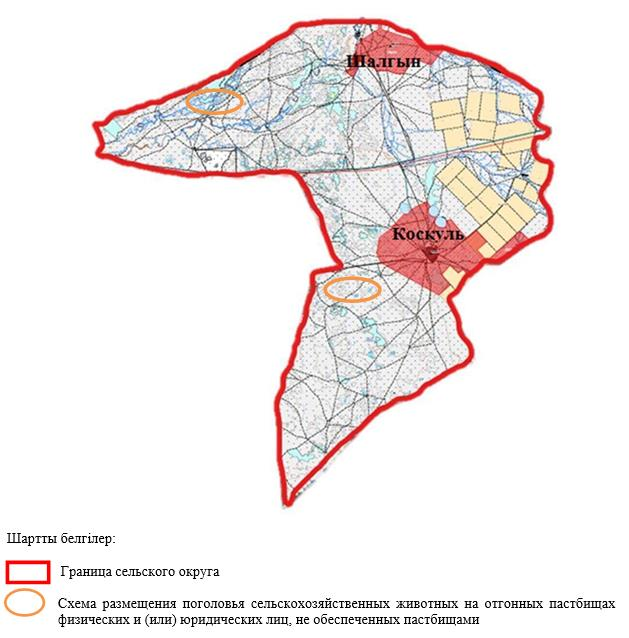 Шалгын
Коскуль
Шартты белгілер:
Граница сельского округа
Схема размещения поголовья сельскохозяйственных животных на отгонных пастбищах
физических и (или) юридических лиц, не обеспеченных пастбищами